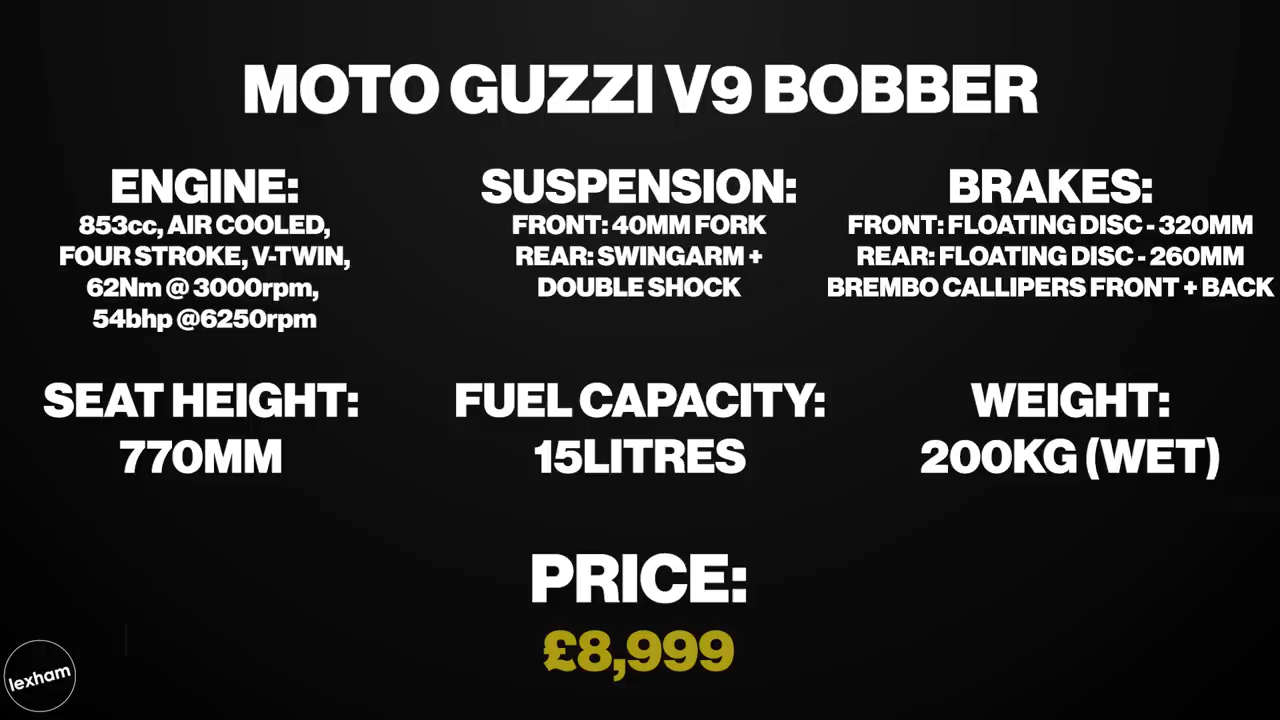 MOTO GUZZI V9 BOBBER
ENGINE:
853cc, AIR COOLED,
FOUR STROKE, V-TWIN,
62Nm @ 3000rpm,
54bhp @6250rpm
SUSPENSION:
FRONT: 40MM FORK
REAR: SWINGARM +
DOUBLE SHOCK
BRAKES:
FRONT: FLOATING DISC - 320MM
REAR: FLOATING DISC - 260MM
BREMBO CALLIPERS FRONT + BACK
SEAT HEIGHT:
770MM
FUEL CAPACITY:
15LITRES
WEIGHT:
200KG (WET)
PRICE:
£8,999
lexham